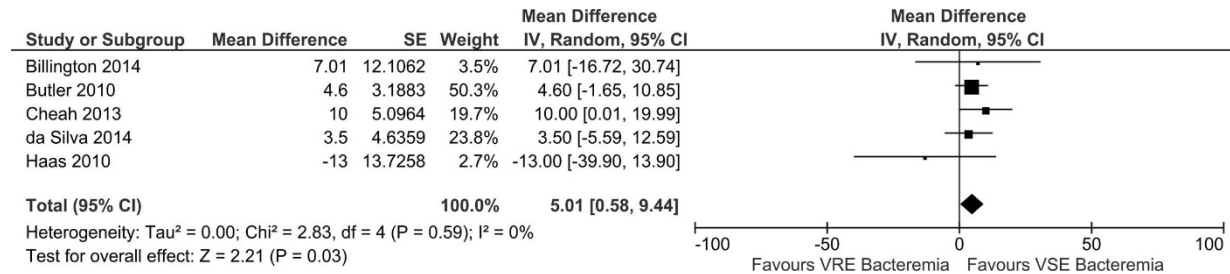 Mean Difference Mean Difference
Study or Subgroup Mean Difference SE Weight IV, Random, 95% CI IV, Random, 95% CI
Billington 2014 7.01 12.1062 3.5% 7.01 [-16.72, 30.74]
Butler 2010 4.6 3.1883 50.3% 4.60 [-1.65, 10.85]
Cheah 2013 10 5.0964 19.7% 10.00 [0.01, 19.99]
da Silva 2014 3.5 4.6359 23.8% 3.50 [-5.59, 12.59]
Haas 2010 -13 13.7258 2.7% -13.00 [-39.90, 13.90]
Total (95% CI) 100.0% 5.01 [0.58, 9.44]
Heterogeneity: Tau² = 0.00; Chi² = 2.83, df = 4 (P = 0.59); I² = 0%
Test for overall effect: Z = 2.21 (P = 0.03)
-100 -50 0 50 100
Favours VRE Bacteremia Favours VSE Bacteremia